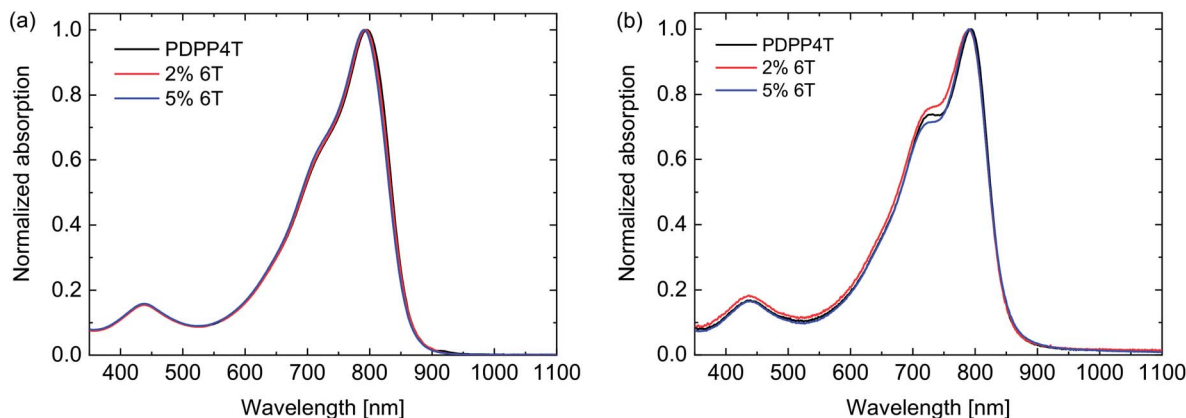 (a)
Normalized absorption
1.0
0.8
0.6
0.4
0.2
0.0
PDPP4T
2% 6T
5% 6T
400 500 600 700 800 900 1000 1100
Wavelength [nm]
(b)
Normalized absorption
1.0
0.8
0.6
0.4
0.2
0.0
PDPP4T
2% 6T
5% 6T
400 500 600 700 800 900 1000 1100
Wavelength [nm]